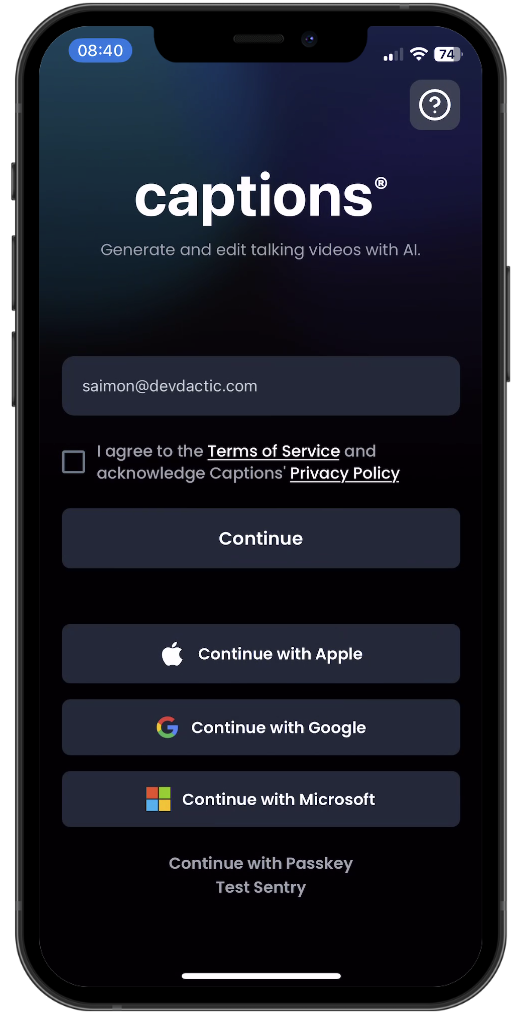 08:40
74
captions®
Generate and edit talking videos with AI.
saimon@devdactic.com
I agree to the Terms of Service and
acknowledge Captions' Privacy Policy
Continue
Continue with Apple
Continue with Google
Continue with Microsoft
Continue with Passkey
Test Sentry